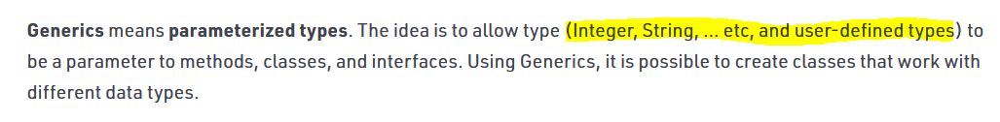 Generics means parameterized types. The idea is to allow type (Integer, String, … etc, and user-defined types) to
be a parameter to methods, classes, and interfaces. Using Generics, it is possible to create classes that work with
different data types.